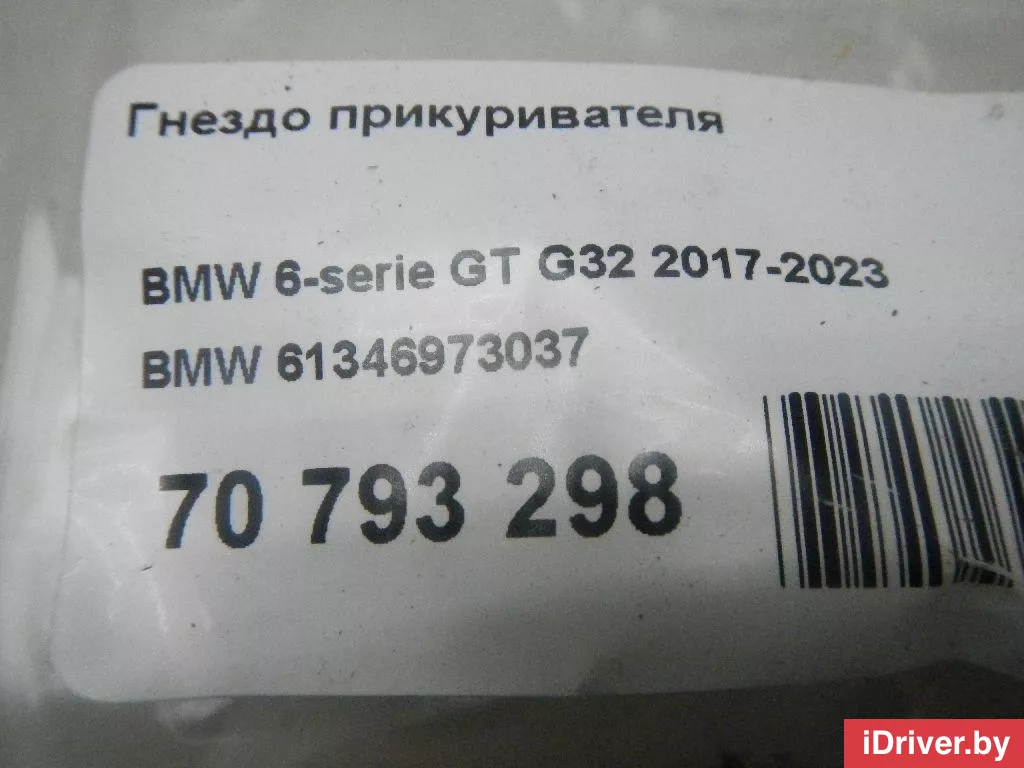 Гнездо прикуривателя
BMW 6-serie GT G32 2017-2023
BMW 61346973037
70 793 298
iDriver.by